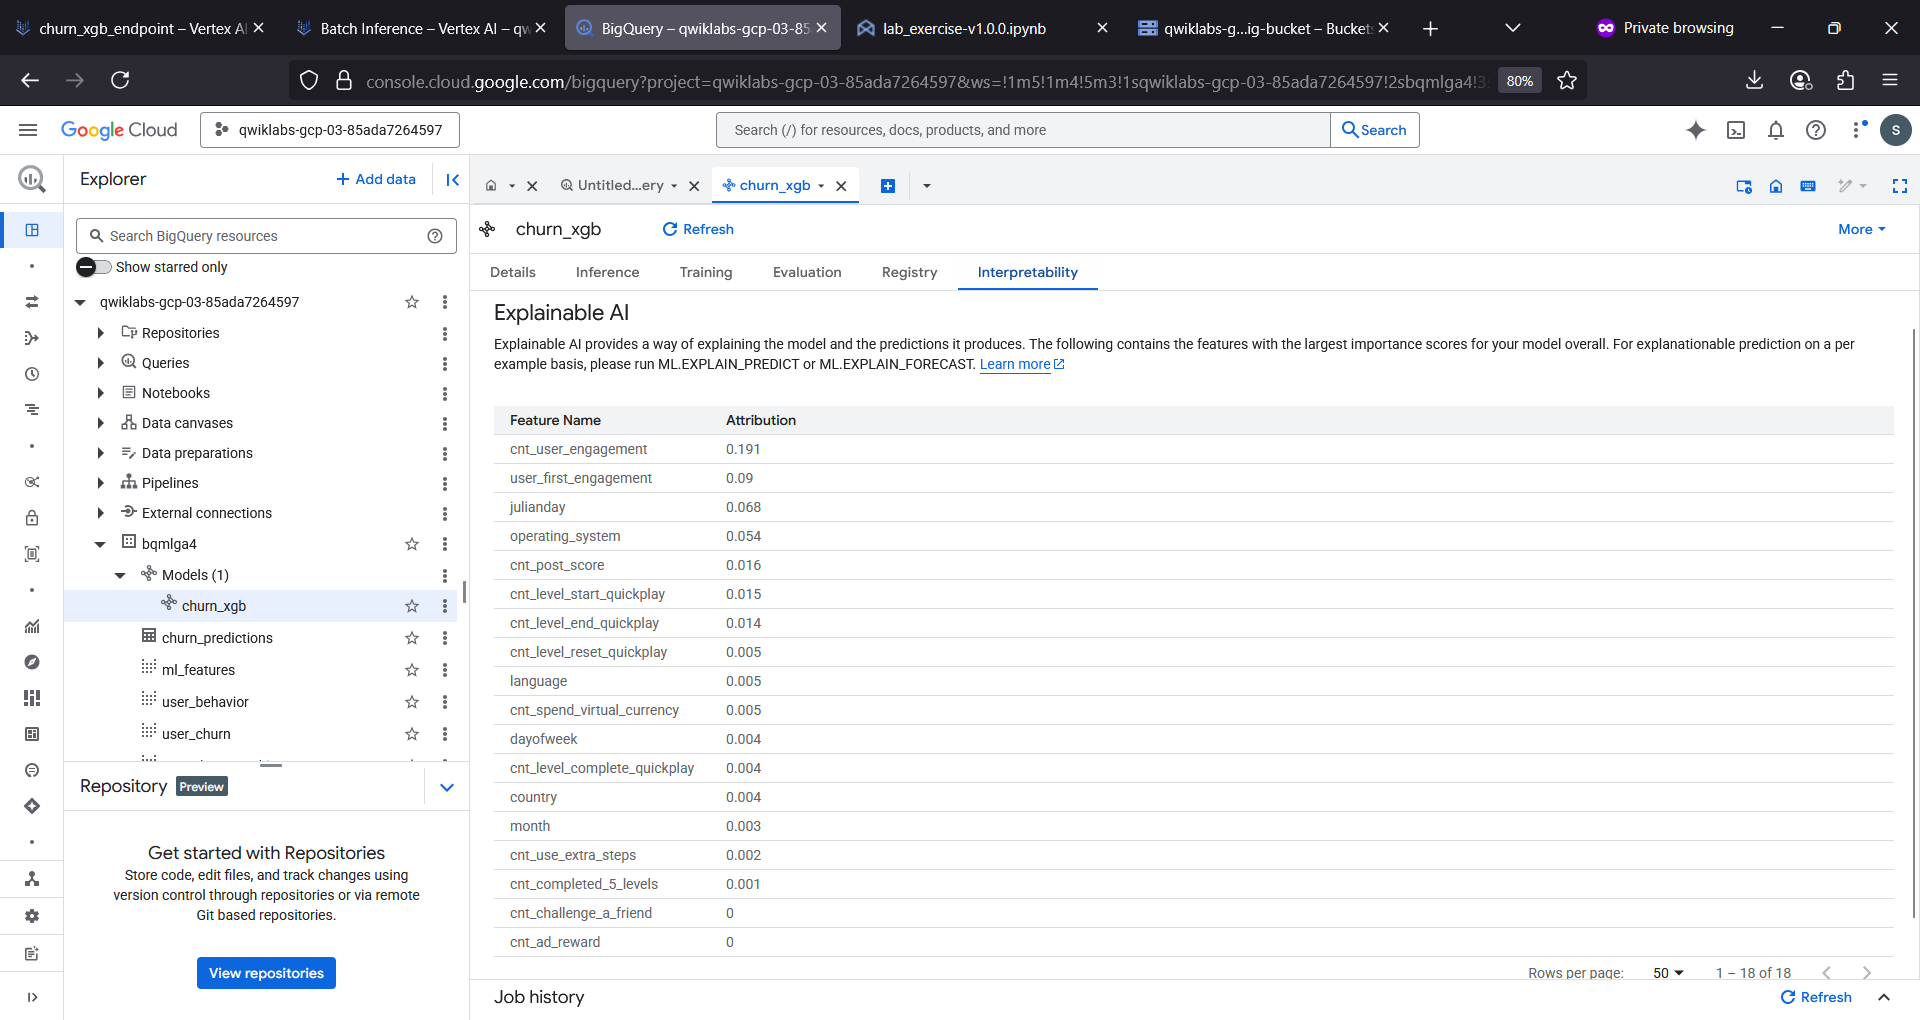 churn_xgb_endpoint – Vertex AI
Batch Inference – Vertex AI – qw
BigQuery – qwiklabs-gcp-03-85
lab_exercise-v1.0.0.ipynb
qwiklabs-g...ig-bucket – Buckets
Private browsing
console.cloud.google.com/bigquery?project=qwiklabs-gcp-03-85ada7264597&ws=!1m5!1m4!5m3!1sqwiklabs-gcp-03-85ada7264597!2sbqmlga4!3s
80%
Google Cloud
qwiklabs-gcp-03-85ada7264597
Search (/) for resources, docs, products, and more
Search
S
Explorer
+ Add data
Search BigQuery resources
Show starred only
qwiklabs-gcp-03-85ada7264597
Repositories
Queries
Notebooks
Data canvases
Data preparations
Pipelines
External connections
bqmlga4
Models (1)
churn_xgb
churn_predictions
ml_features
user_behavior
user_churn
Repository Preview
Get started with Repositories
Store code, edit files, and track changes using
version control through repositories or via remote
Git based repositories.
View repositories
Untitled...ery
churn_xgb
churn_xgb
Refresh
More
Details
Inference
Training
Evaluation
Registry
Interpretability
Explainable AI
Explainable AI provides a way of explaining the model and the predictions it produces. The following contains the features with the largest importance scores for your model overall. For explanationable prediction on a per
example basis, please run ML.EXPLAIN_PREDICT or ML.EXPLAIN_FORECAST. Learn more
Feature Name Attribution
cnt_user_engagement 0.191
user_first_engagement 0.09
julianday 0.068
operating_system 0.054
cnt_post_score 0.016
cnt_level_start_quickplay 0.015
cnt_level_end_quickplay 0.014
cnt_level_reset_quickplay 0.005
language 0.005
cnt_spend_virtual_currency 0.005
dayofweek 0.004
cnt_level_complete_quickplay 0.004
country 0.004
month 0.003
cnt_use_extra_steps 0.002
cnt_completed_5_levels 0.001
cnt_challenge_a_friend 0
cnt_ad_reward 0
Rows per page: 50 1 – 18 of 18
Job history
Refresh